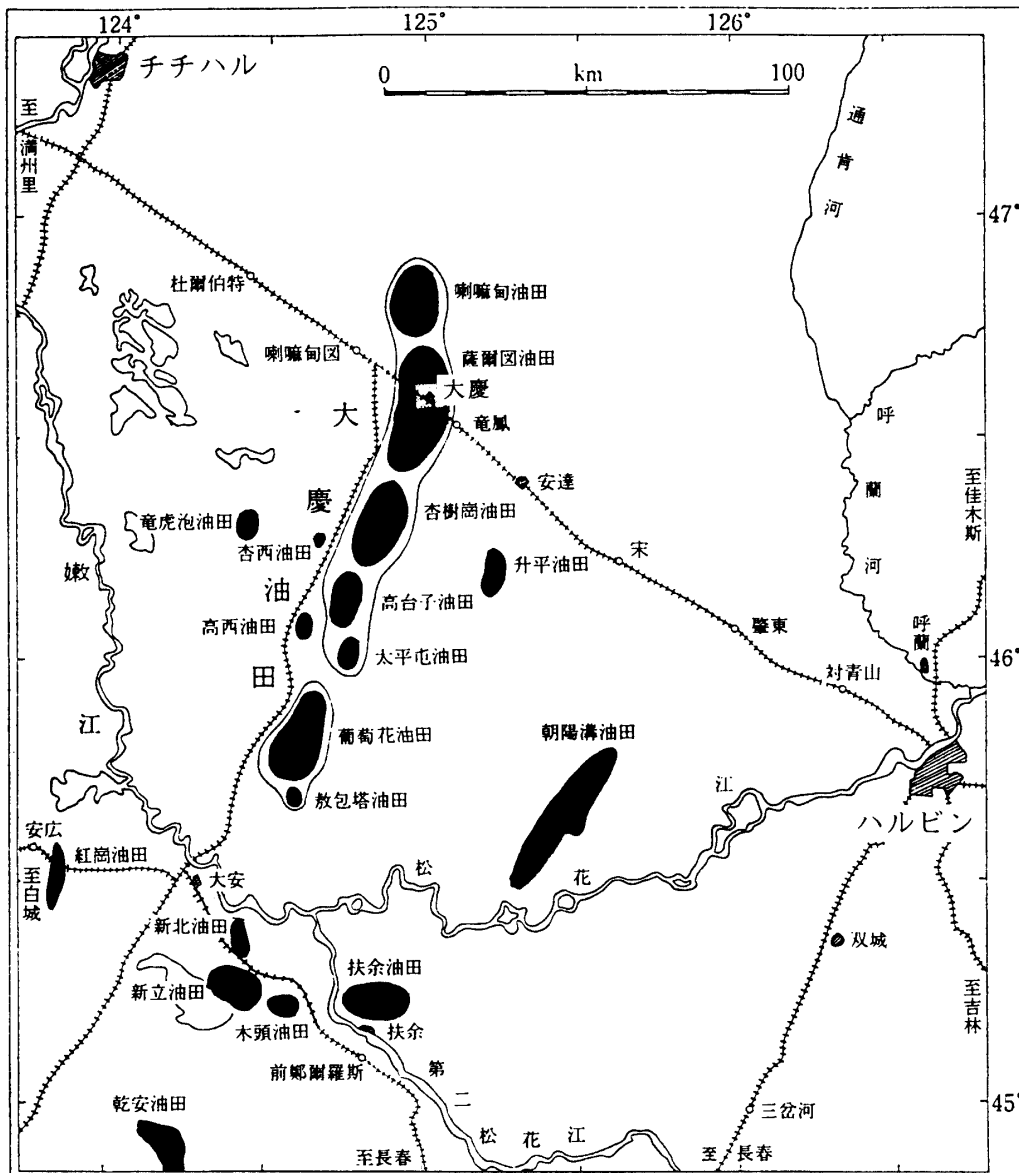 124°
125°
126°
チチハル
0 km 100
至満州里
通肯河
47°
杜爾伯特
喇嘛甸油田
喇嘛甸図
薩爾図油田
大慶
竜鳳
大慶油田
安達
呼蘭河
至佳木斯
竜虎泡油田
杏西油田
杏樹崗油田
升平油田
宋
嫩江
高西油田
高台子油田
太平屯油田
肇東
呼蘭
46°
対青山
葡萄花油田
朝陽溝油田
敖包塔油田
ハルビン
安広
紅崗油田
至白城
大安
松花江
新北油田
双城
新立油田
扶余油田
木頭油田
扶余
至吉林
前郷爾羅斯
第二松花江
三岔河
45°
乾安油田
至長春
至長春